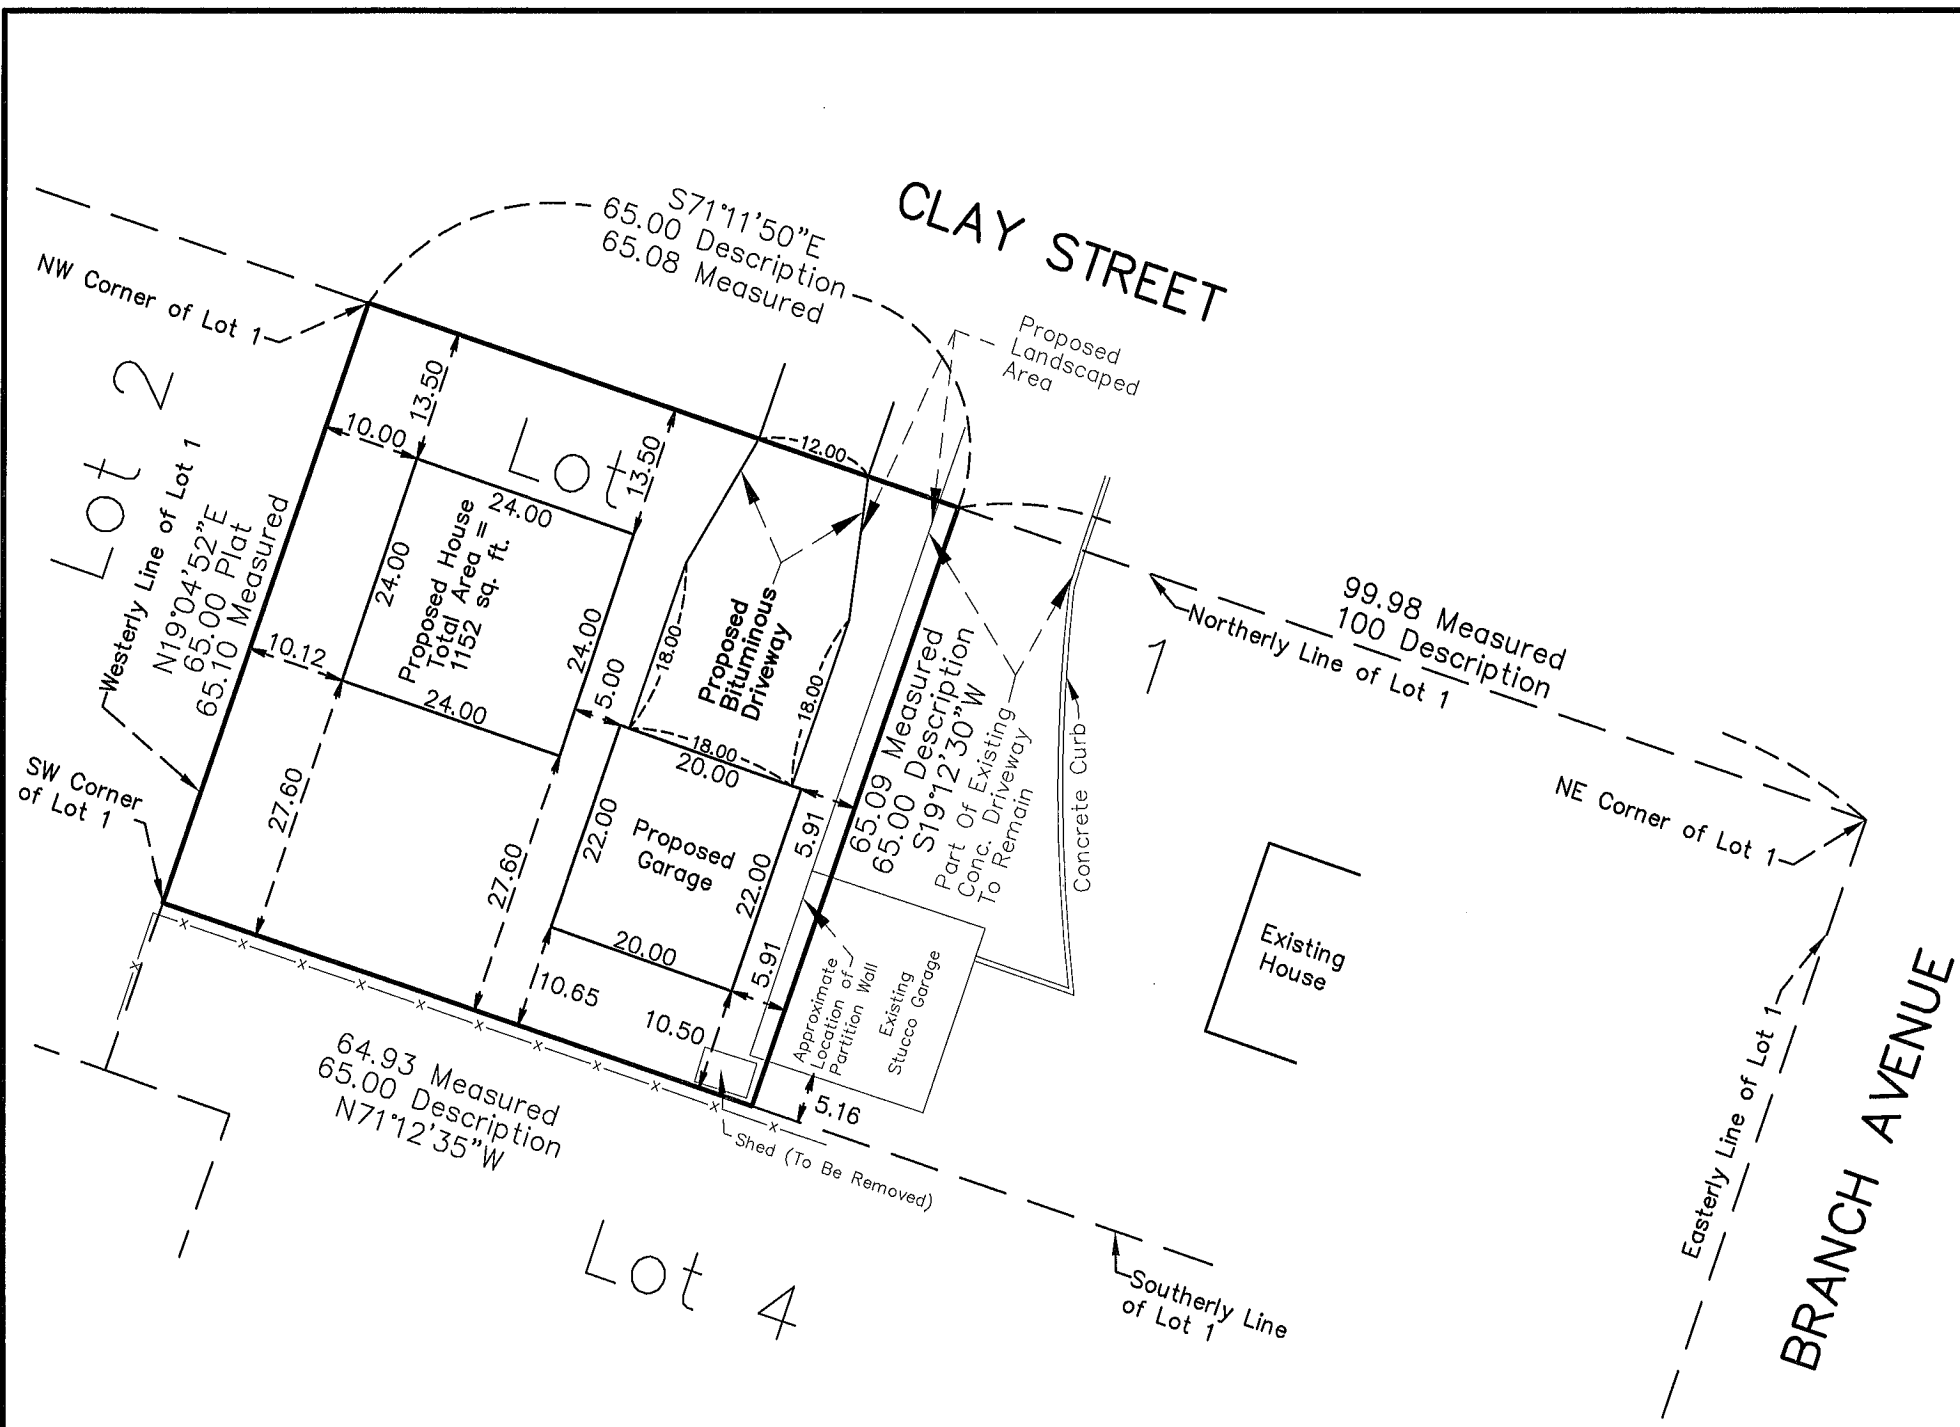 CLAY STREET
S71°11'50"E
65.00 Description
65.08 Measured
NW Corner of Lot 1
Proposed
Landscaped
Area
Lot 2
Westerly Line of Lot 1
N19°04'52"E
65.00 Plat
65.10 Measured
13.50
10.00
Lot
13.50
12.00
24.00
24.00
Proposed House
Total Area =
1152 sq. ft.
24.00
10.12
24.00
5.00
18.00
Proposed
Bituminous
Driveway
18.00
18.00
20.00
65.09 Measured
65.00 Description
S19°12'30"W
Part Of Existing
Conc. Driveway
To Remain
Concrete Curb
1
Northerly Line of Lot 1
99.98 Measured
100 Description
NE Corner of Lot 1
SW Corner
of Lot 1
27.60
27.60
22.00
Proposed
Garage
22.00
5.91
20.00
5.91
10.65
10.50
Approximate
Location of
Partition Wall
Existing
Stucco Garage
5.16
Existing
House
64.93 Measured
65.00 Description
N71°12'35"W
Shed (To Be Removed)
Lot 4
Southerly Line
of Lot 1
Easterly Line of Lot 1
BRANCH AVENUE